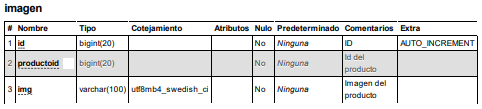 imagen
# Nombre Tipo Cotejamiento Atributos Nulo Predeterminado Comentarios Extra
1 id bigint(20) No Ninguna ID AUTO_INCREMENT
2 productoid bigint(20) No Ninguna Id del
producto
3 img varchar(100) utf8mb4_swedish_ci No Ninguna Imagen del
producto